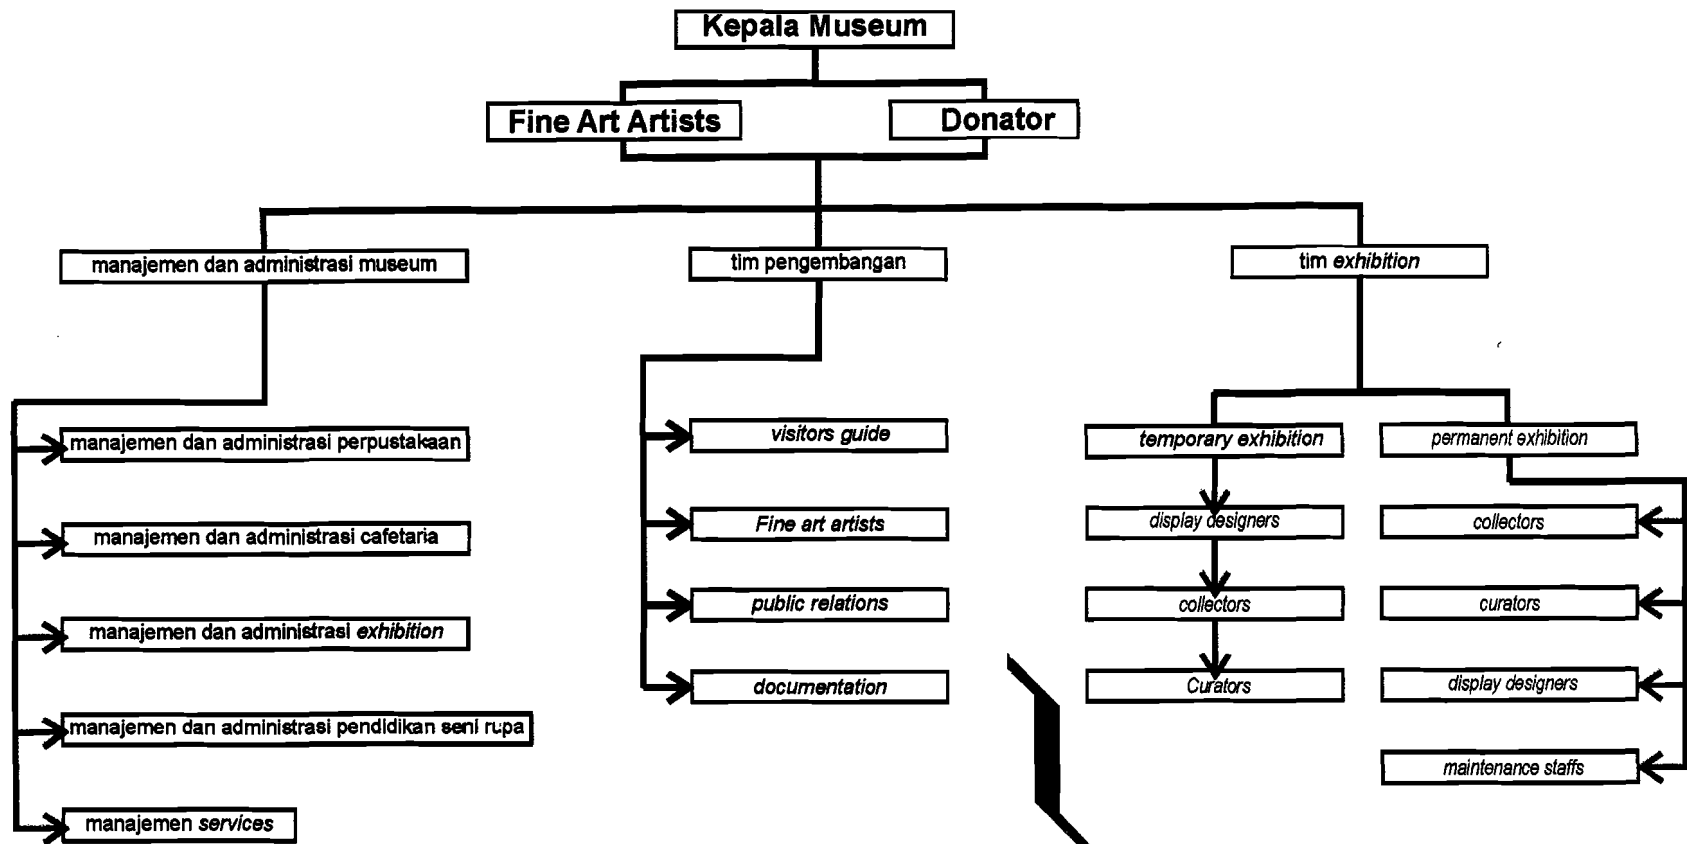 Kepala Museum
Fine Art Artists
Donator
manajemen dan administrasi museum
tim pengembangan
tim exhibition
manajemen dan administrasi perpustakaan
manajemen dan administrasi cafetaria
manajemen dan administrasi exhibition
manajemen dan administrasi pendidikan seni rupa
manajemen services
visitors guide
Fine art artists
public relations
documentation
temporary exhibition
display designers
collectors
Curators
permanent exhibition
collectors
curators
display designers
maintenance staffs